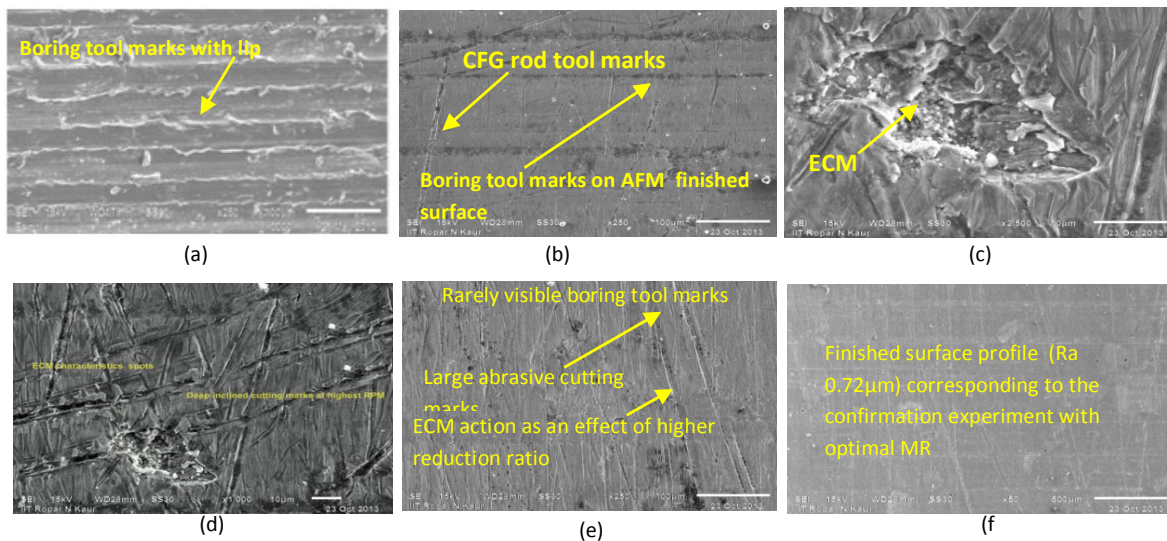 Boring tool marks with lip
(a)
CFG rod tool marks
Boring tool marks on AFM finished
surface
SEI 15kV WD28mm SS30 x250 100µm
IIT Ropar N Kaur 23 Oct 2013
(b)
ECM
SEI 15kV WD28mm SS30 x2,500 10µm
IIT Ropar N Kaur 23 Oct 2013
(c)
ECM characteristics spots
Deep inclined cutting marks at highest RPM
SEI 15kV WD28mm SS30 x1,000 10µm
IIT Ropar N Kaur 23 Oct 2013
(d)
Rarely visible boring tool marks
Large abrasive cutting
marks
ECM action as an effect of higher
reduction ratio
SEI 15kV WD28mm SS30 x250 100µm
IIT Ropar N Kaur 23 Oct 2013
(e)
Finished surface profile (Ra
0.72µm) corresponding to the
confirmation experiment with
optimal MR
SEI 15kV WD28mm SS30 x50 500µm
IIT Ropar N Kaur 23 Oct 2013
(f